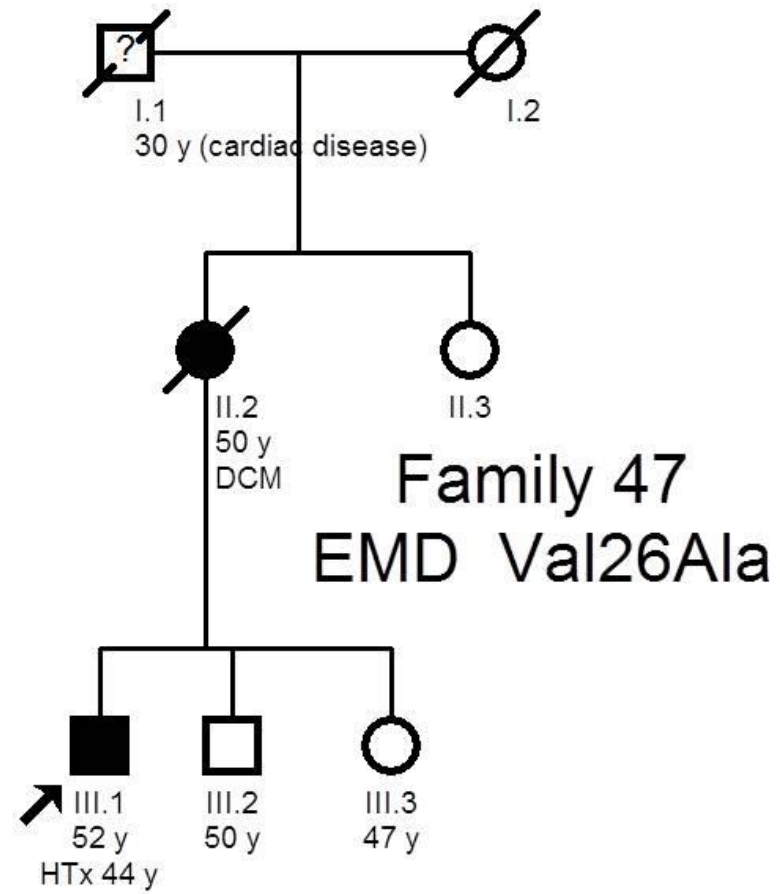 ?
I.1
30 y (cardiac disease)
I.2
II.2
50 y
DCM
II.3
Family 47
EMD Val26Ala
III.1
52 y
HTx 44 y
III.2
50 y
III.3
47 y